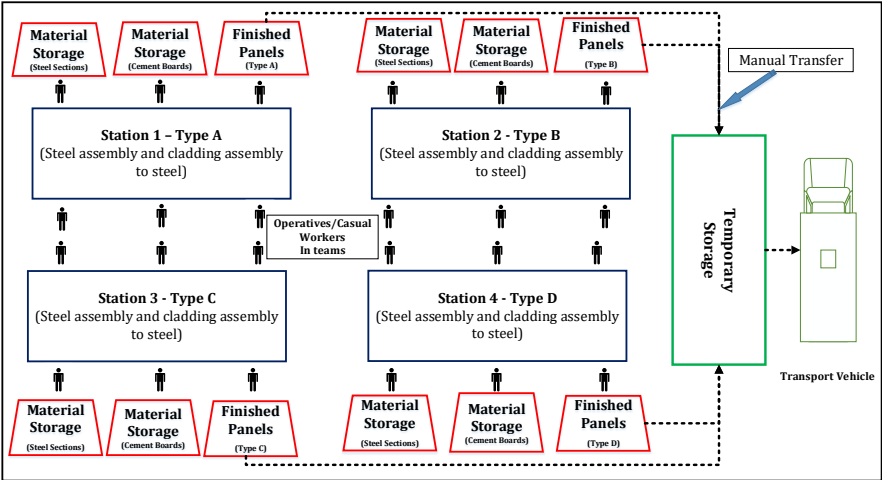 Material
Storage
(Steel Sections)
Material
Storage
(Cement Boards)
Finished
Panels
(Type A)
Material
Storage
(Steel Sections)
Material
Storage
(Cement Boards)
Finished
Panels
(Type B)
Manual Transfer
Station 1 – Type A
(Steel assembly and cladding assembly
to steel)
Station 2 - Type B
(Steel assembly and cladding assembly
to steel)
Operatives/Casual
Workers
In teams
Temporary
Storage
Station 3 - Type C
(Steel assembly and cladding assembly
to steel)
Station 4 - Type D
(Steel assembly and cladding assembly
to steel)
Transport Vehicle
Material
Storage
(Steel Sections)
Material
Storage
(Cement Boards)
Finished
Panels
(Type C)
Material
Storage
(Steel Sections)
Material
Storage
(Cement Boards)
Finished
Panels
(Type D)